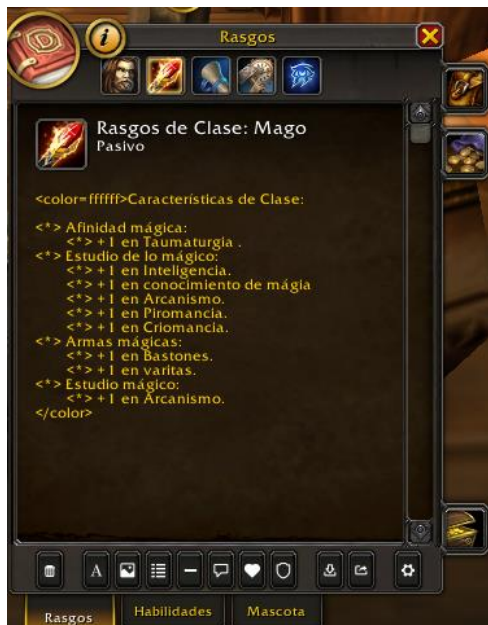 Rasgos
Rasgos de Clase: Mago
Pasivo
<color=ffffff>Características de Clase:
<*> Afinidad mágica:
<*> +1 en Taumaturgia .
<*> Estudio de lo mágico:
<*> +1 en Inteligencia.
<*> +1 en conocimiento de mágia
<*> +1 en Arcanismo.
<*> +1 en Piromancia.
<*> +1 en Criomancia.
<*> Armas mágicas:
<*> +1 en Bastones.
<*> +1 en varitas.
<*> Estudio mágico:
<*> +1 en Arcanismo.
</color>
A
Rasgos
Habilidades
Mascota